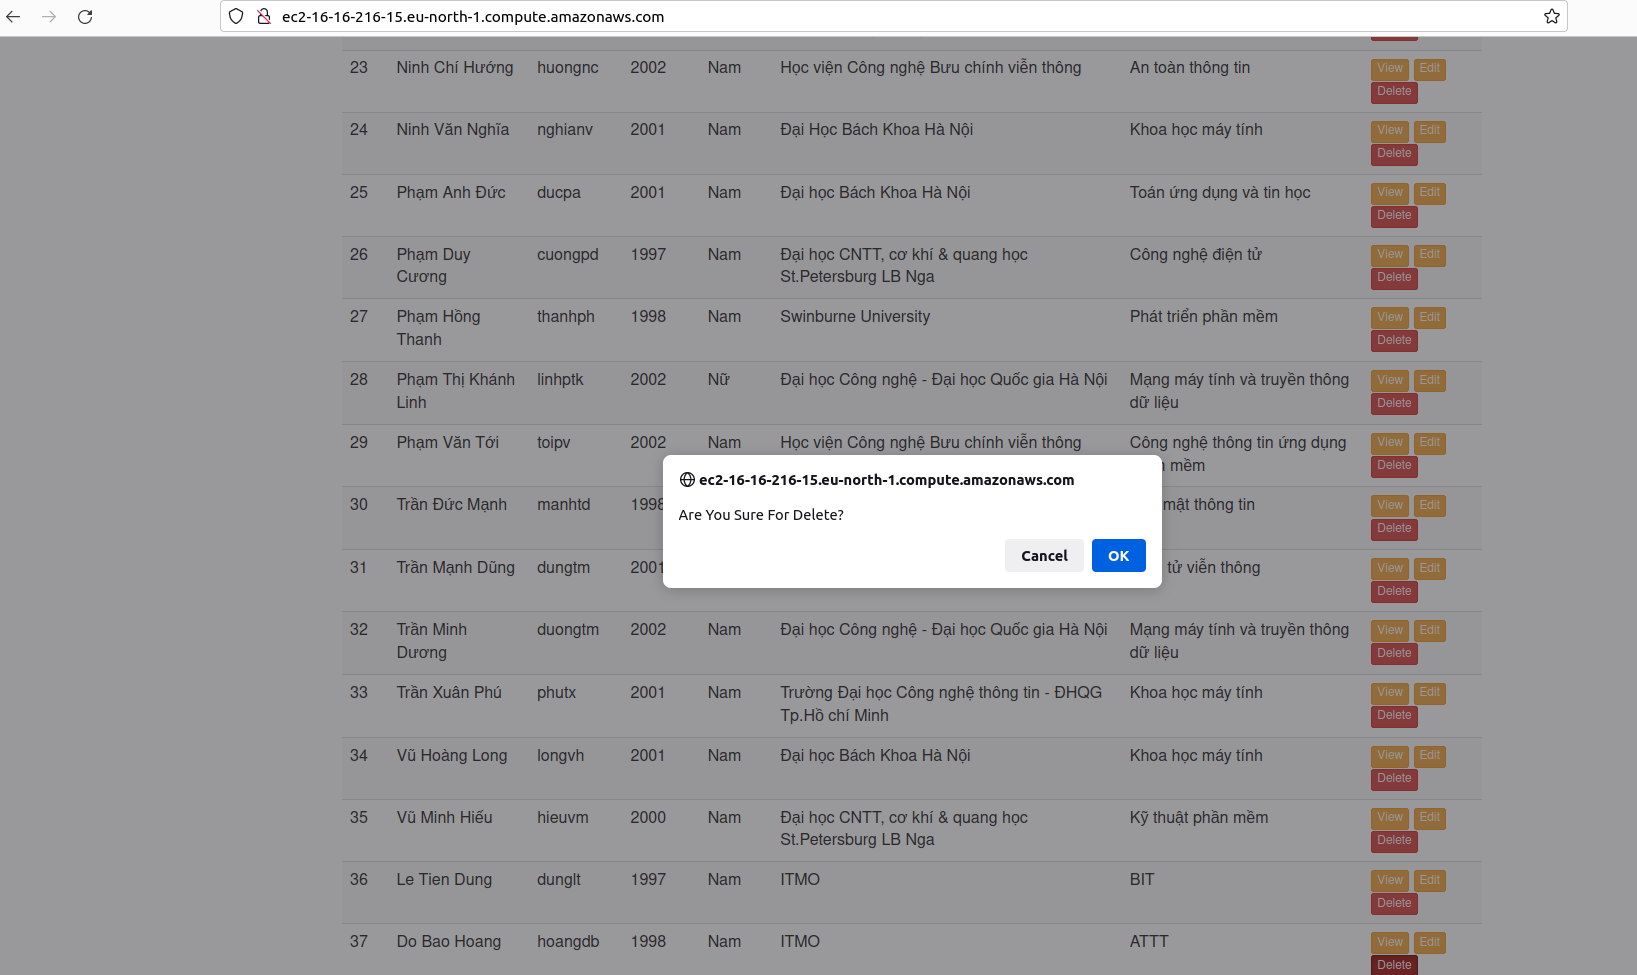 ec2-16-16-216-15.eu-north-1.compute.amazonaws.com
23 Ninh Chí Hướng huongnc 2002 Nam Học viện Công nghệ Bưu chính viễn thông An toàn thông tin View Edit
Delete
24 Ninh Văn Nghĩa nghianv 2001 Nam Đại Học Bách Khoa Hà Nội Khoa học máy tính View Edit
Delete
25 Phạm Anh Đức ducpa 2001 Nam Đại học Bách Khoa Hà Nội Toán ứng dụng và tin học View Edit
Delete
26 Phạm Duy cuongpd 1997 Nam Đại học CNTT, cơ khí & quang học Công nghệ điện tử View Edit
Cương St.Petersburg LB Nga Delete
27 Phạm Hồng thanhph 1998 Nam Swinburne University Phát triển phần mềm View Edit
Thanh Delete
28 Phạm Thị Khánh linhptk 2002 Nữ Đại học Công nghệ - Đại học Quốc gia Hà Nội Mạng máy tính và truyền thông View Edit
Linh dữ liệu Delete
29 Phạm Văn Tới toipv 2002 Nam Học viện Công nghệ Bưu chính viễn thông Công nghệ thông tin ứng dụng View Edit
mềm Delete
ec2-16-16-216-15.eu-north-1.compute.amazonaws.com
Are You Sure For Delete?
Cancel OK
30 Trần Đức Mạnh manhtd 1998 mật thông tin View Edit
Delete
31 Trần Mạnh Dũng dungtm 2001 tử viễn thông View Edit
Delete
32 Trần Minh duongtm 2002 Nam Đại học Công nghệ - Đại học Quốc gia Hà Nội Mạng máy tính và truyền thông View Edit
Dương dữ liệu Delete
33 Trần Xuân Phú phutx 2001 Nam Trường Đại học Công nghệ thông tin - ĐHQG Khoa học máy tính View Edit
Tp.Hồ chí Minh Delete
34 Vũ Hoàng Long longvh 2001 Nam Đại học Bách Khoa Hà Nội Khoa học máy tính View Edit
Delete
35 Vũ Minh Hiếu hieuvm 2000 Nam Đại học CNTT, cơ khí & quang học Kỹ thuật phần mềm View Edit
St.Petersburg LB Nga Delete
36 Le Tien Dung dunglt 1997 Nam ITMO BIT View Edit
Delete
37 Do Bao Hoang hoangdb 1998 Nam ITMO ATTT View Edit
Delete